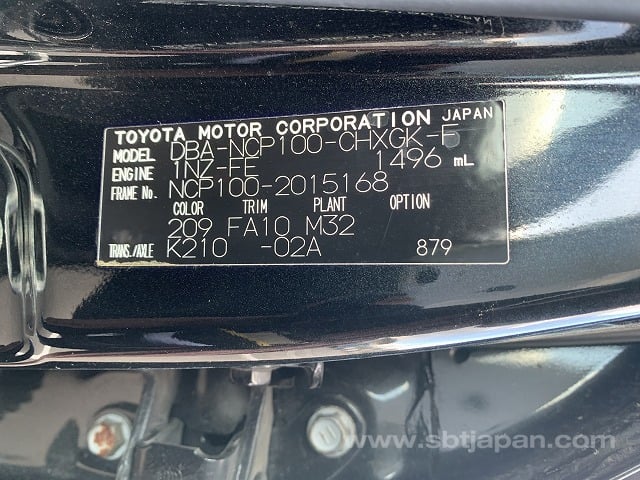 TOYOTA MOTOR CORPORATION JAPAN
MODEL DBA-NCP100-CHXGK-F
ENGINE 1NZ-FE 1496 mL
FRAME No. NCP100-2015168
COLOR TRIM PLANT OPTION
209 FA10 M32
TRANS./AXLE K210 -02A 879
www.sbtjapan.com